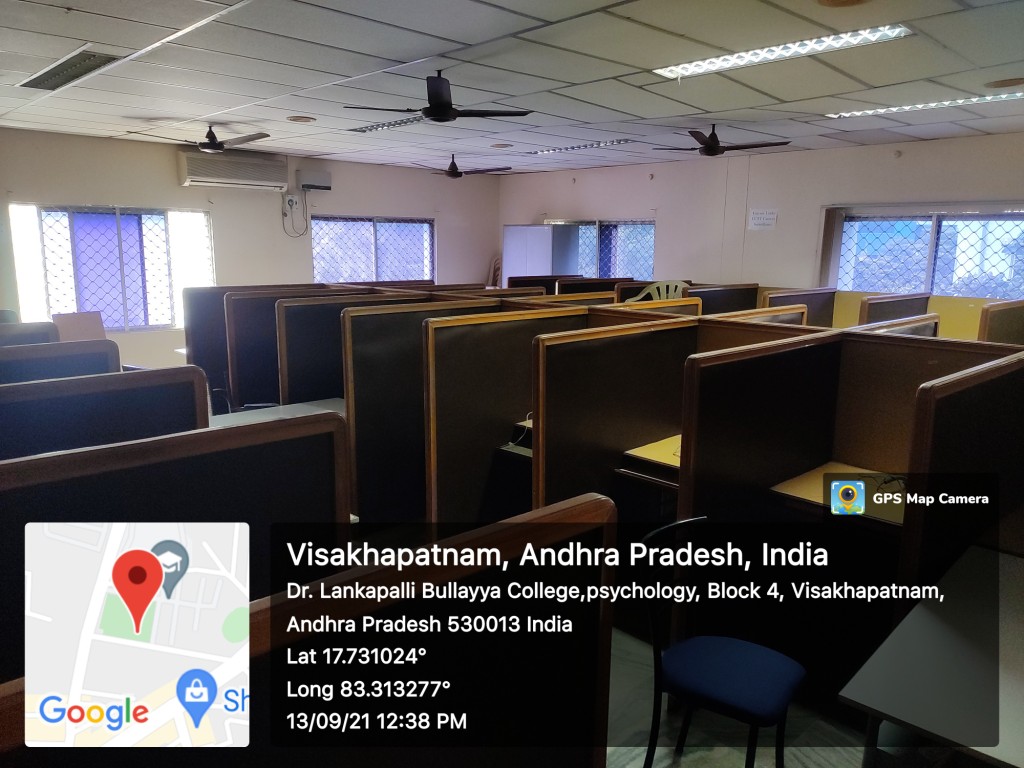 GPS Map Camera
Visakhapatnam, Andhra Pradesh, India
Dr. Lankapalli Bullayya College,psychology, Block 4, Visakhapatnam,
Andhra Pradesh 530013 India
Lat 17.731024°
Long 83.313277°
13/09/21 12:38 PM
Google
Sh